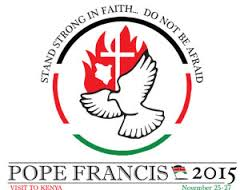 STAND STRONG IN FAITH... DO NOT BE AFRAID
POPE FRANCIS 2015
VISIT TO KENYA November 25-27